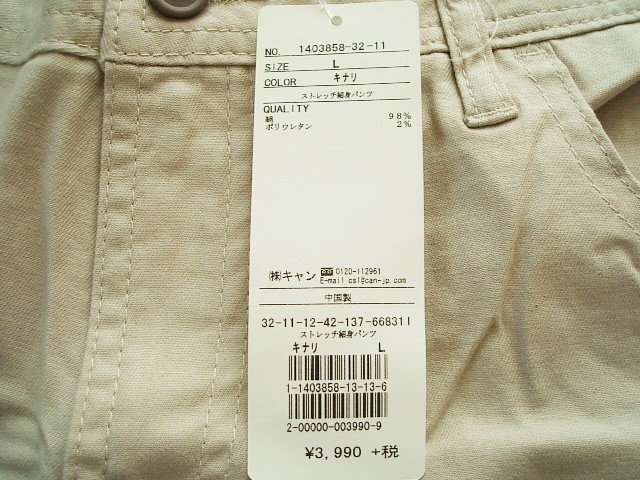 NO. 1403858-32-11
SIZE L
COLOR キナリ
ストレッチ細身パンツ
QUALITY
綿 98%
ポリウレタン 2%
㈱キャン 0120-112961
E-mail csl@can-jp.com
中国製
32-11-12-42-137-668311
ストレッチ細身パンツ
キナリ L
1-1403858-13-13-6
2-00000-003990-9
¥3,990 +税